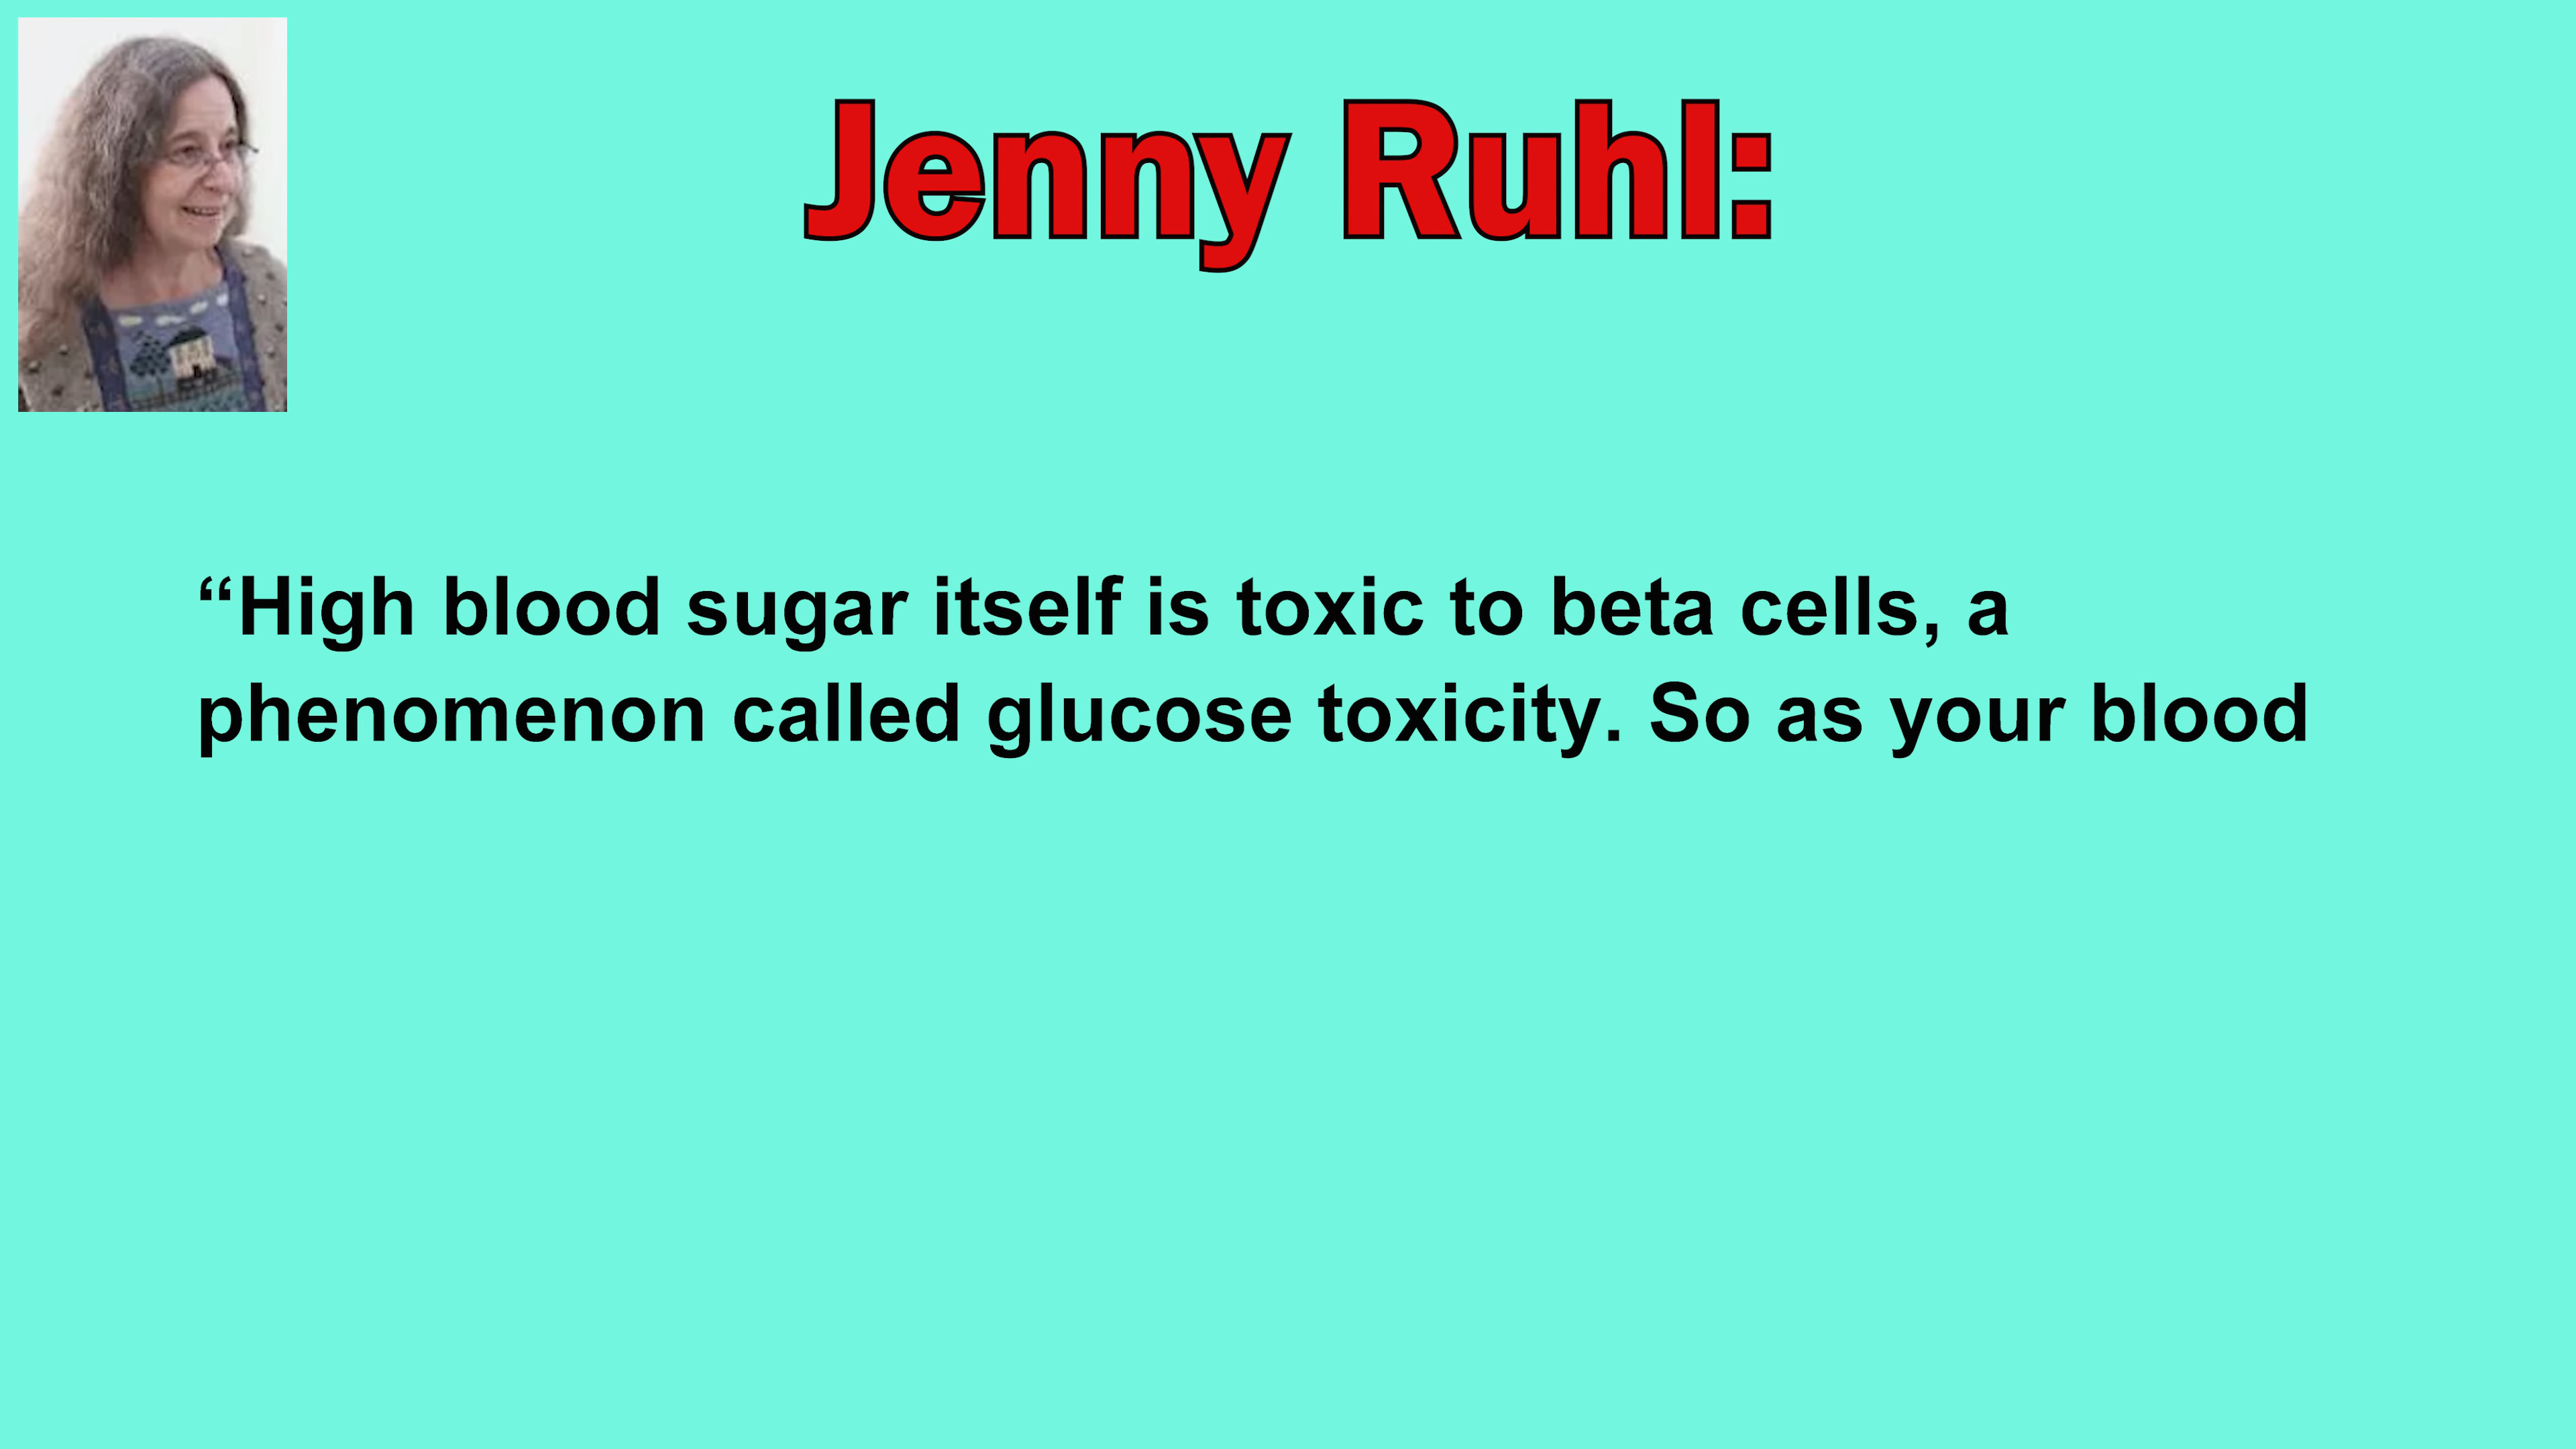 Jenny Ruhl:
“High blood sugar itself is toxic to beta cells, a
phenomenon called glucose toxicity. So as your blood